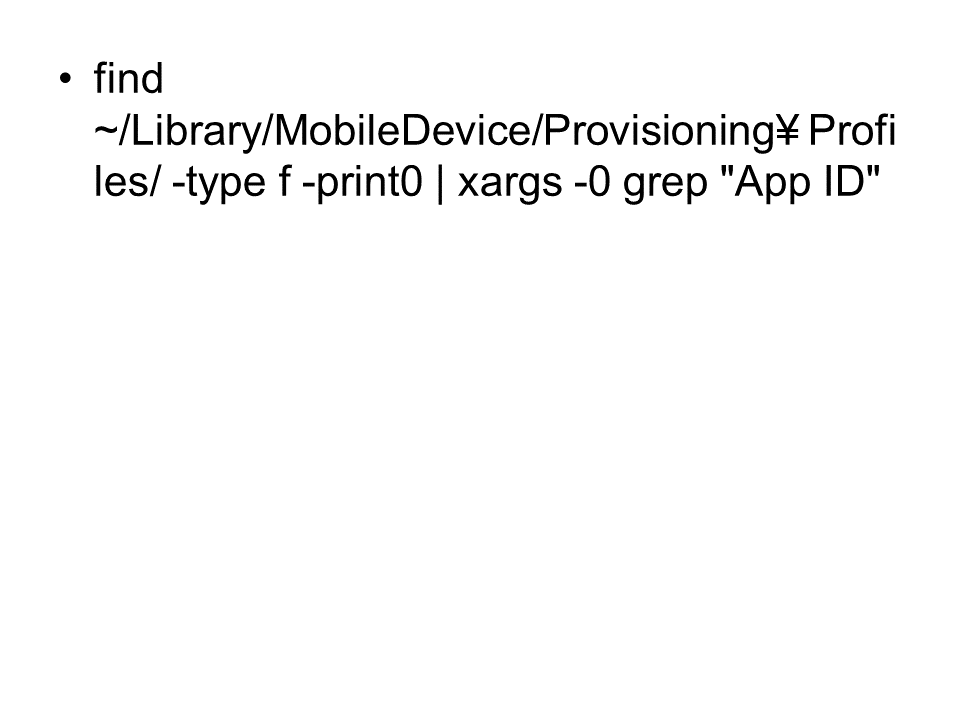 • find
~/Library/MobileDevice/Provisioning¥ Profi
les/ -type f -print0 | xargs -0 grep "App ID"